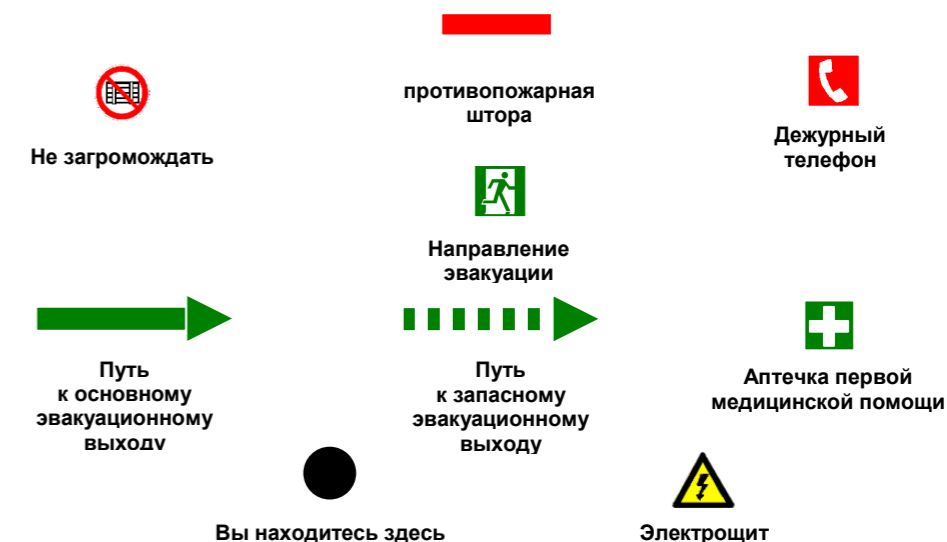 противопожарная
штора
Не загромождать
Дежурный
телефон
Направление
эвакуации
Путь
к основному
эвакуационному
выходу
Путь
к запасному
эвакуационному
выходу
Аптечка первой
медицинской помощи
Вы находитесь здесь
Электрощит